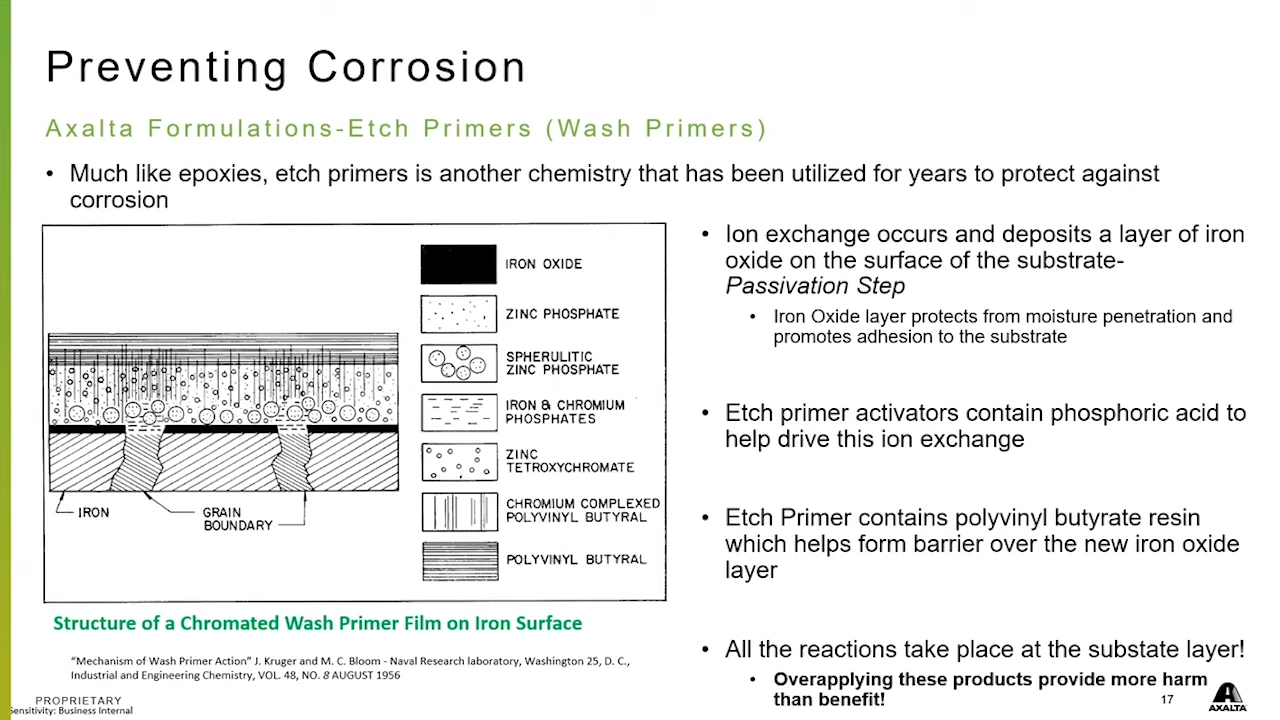 Preventing Corrosion
Axalta Formulations-Etch Primers (Wash Primers)
• Much like epoxies, etch primers is another chemistry that has been utilized for years to protect against
corrosion
IRON OXIDE
ZINC PHOSPHATE
SPHERULITIC
ZINC PHOSPHATE
IRON & CHROMIUM
PHOSPHATES
ZINC
TETROXYCHROMATE
CHROMIUM COMPLEXED
POLYVINYL BUTYRAL
POLYVINYL BUTYRAL
IRON
GRAIN
BOUNDARY
Structure of a Chromated Wash Primer Film on Iron Surface
"Mechanism of Wash Primer Action" J. Kruger and M. C. Bloom - Naval Research laboratory, Washington 25, D. C.,
Industrial and Engineering Chemistry, VOL. 48, NO. 8 AUGUST 1956
• Ion exchange occurs and deposits a layer of iron
oxide on the surface of the substrate-
Passivation Step
• Iron Oxide layer protects from moisture penetration and
promotes adhesion to the substrate
• Etch primer activators contain phosphoric acid to
help drive this ion exchange
• Etch Primer contains polyvinyl butyrate resin
which helps form barrier over the new iron oxide
layer
• All the reactions take place at the substate layer!
• Overapplying these products provide more harm
than benefit!
PROPRIETARY
Sensitivity: Business Internal
17
AXALTA